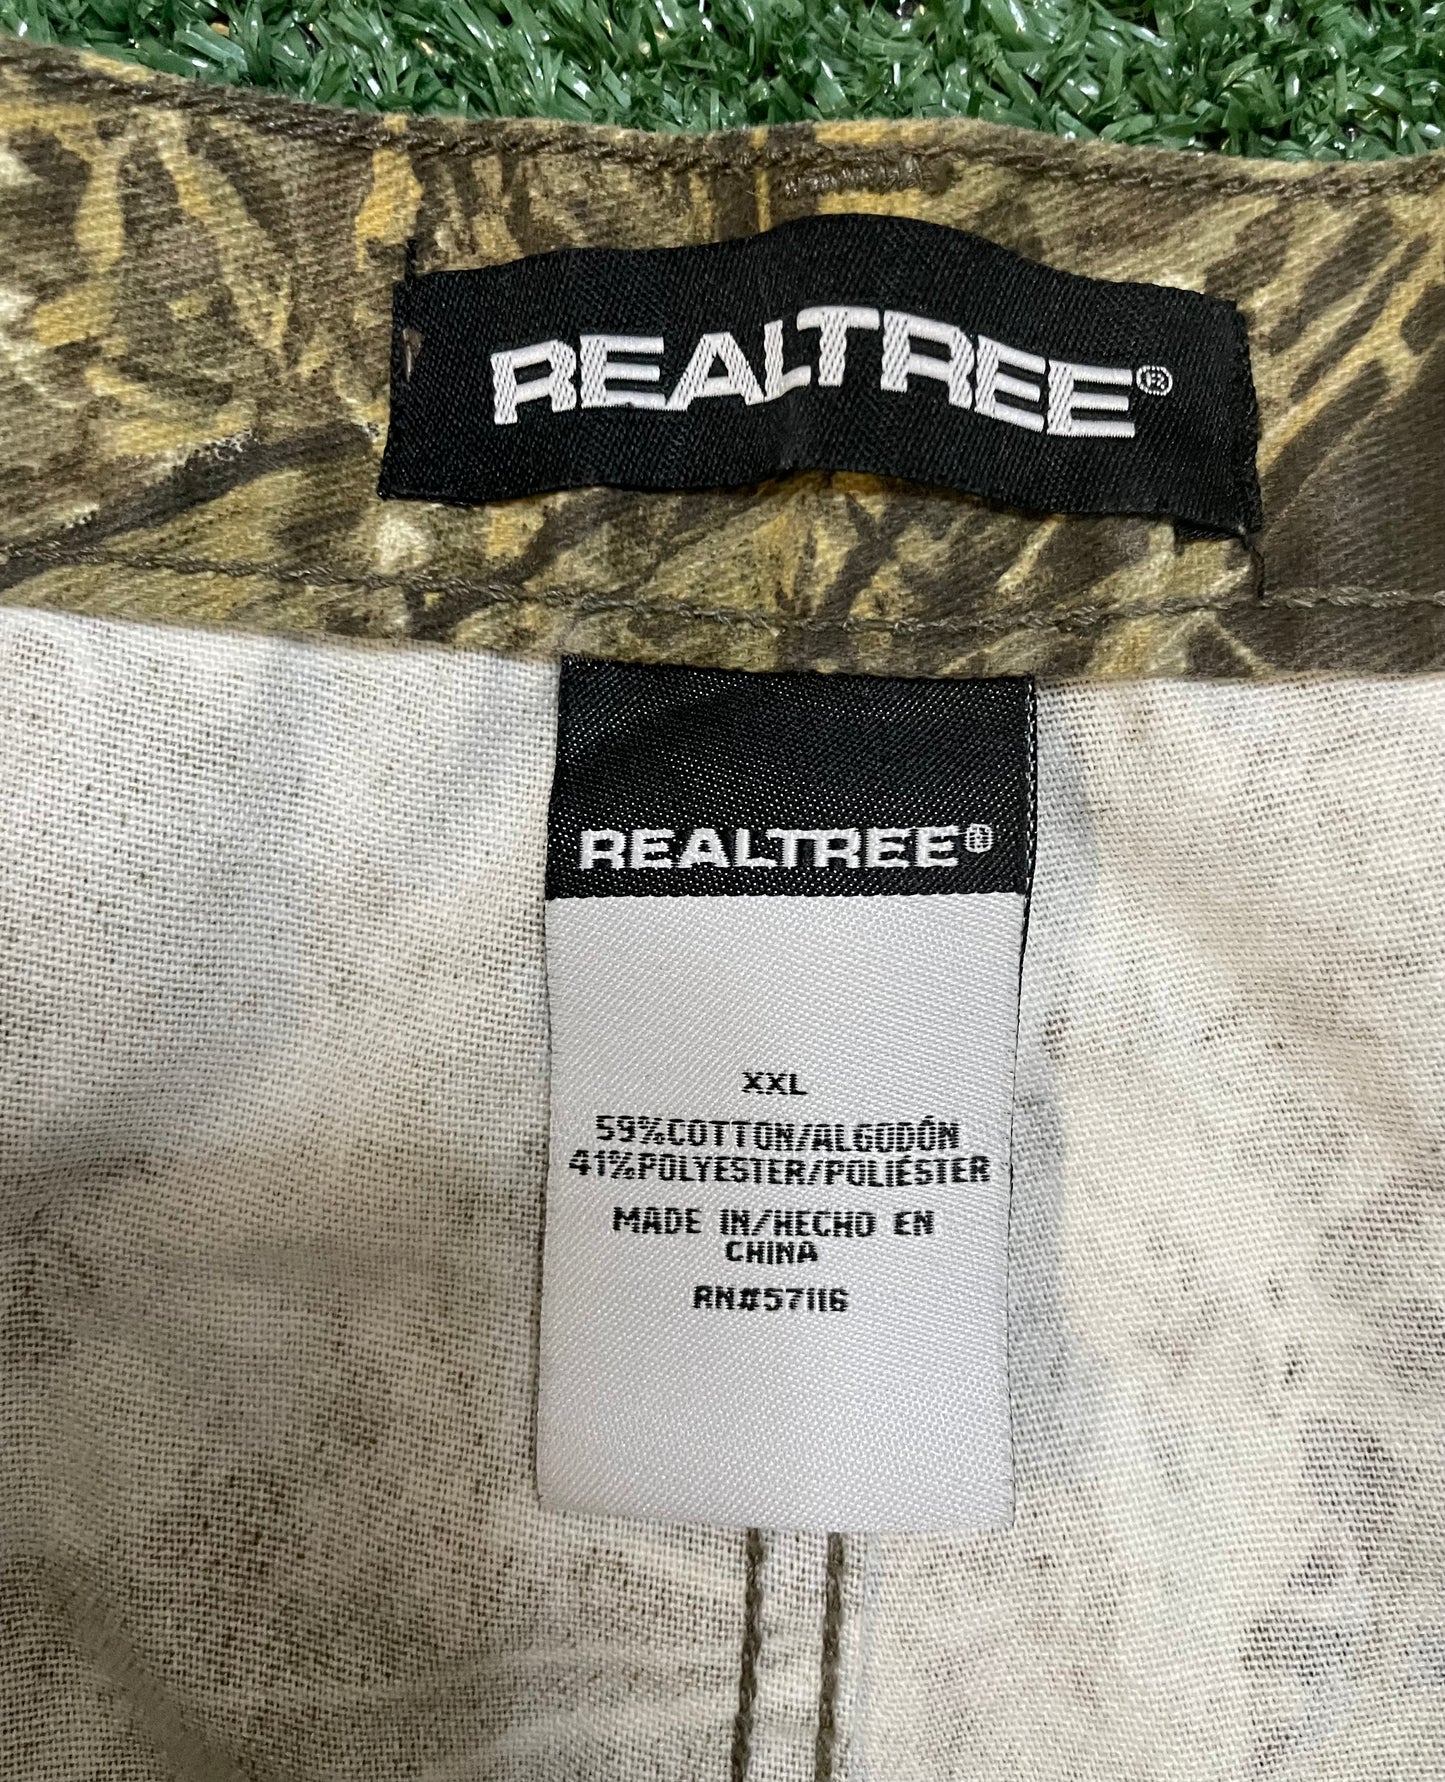 REALTREE®
REALTREE®
XXL
59%COTTON/ALGODÓN
41%POLYESTER/POLIÉSTER
MADE IN/HECHO EN
CHINA
RN#57116